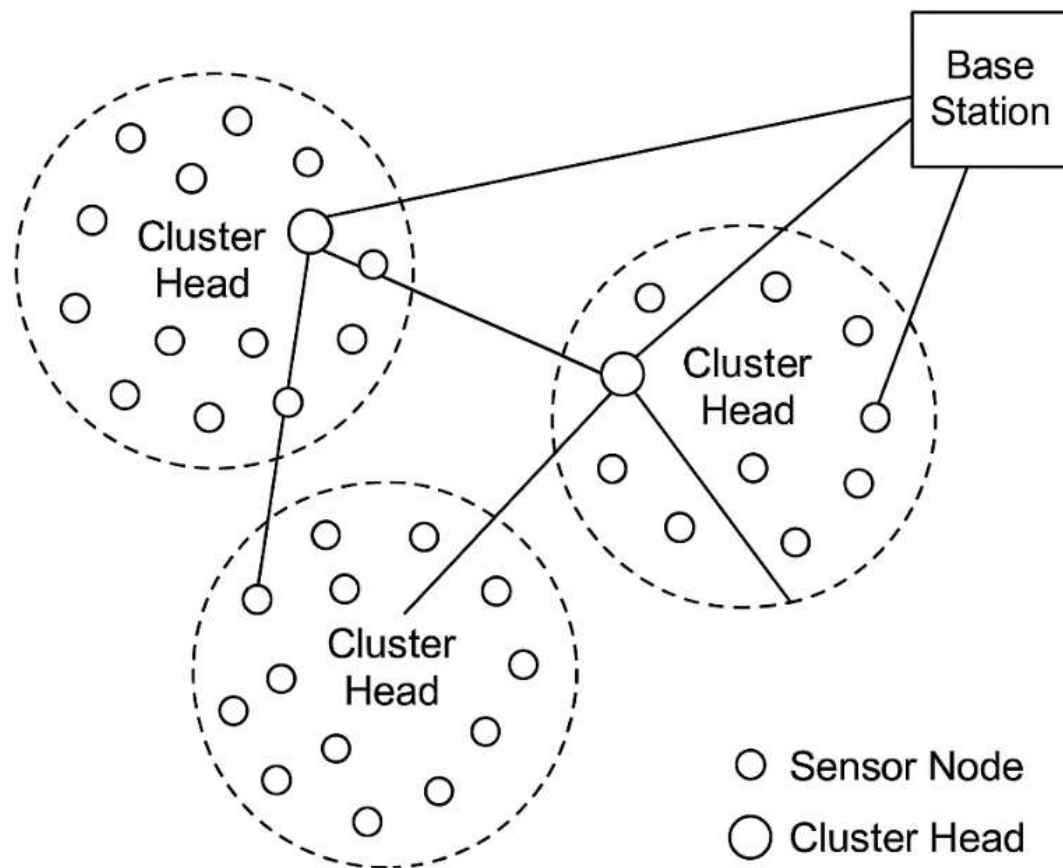 Base
Station
Cluster
Head
Cluster
Head
Cluster
Head
Sensor Node
Cluster Head